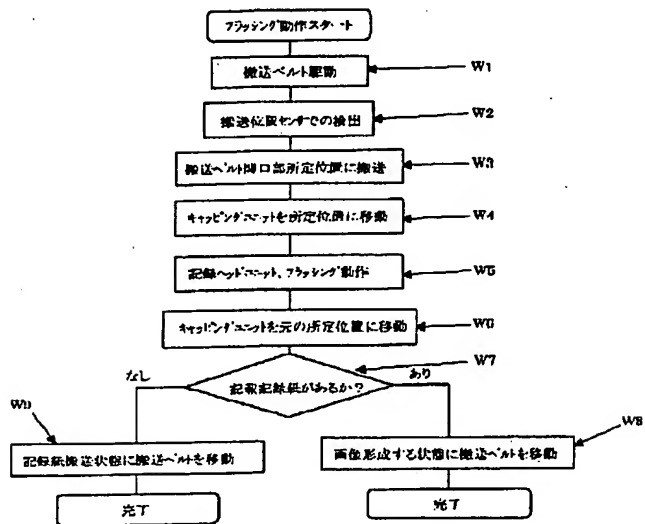 フラッシング動作スタート
搬送ベルト駆動
W1
搬送位置センサでの検出
W2
搬送ベルト開口部所定位置に搬送
W3
キャッピングユニットを所定位置に移動
W4
記録ヘッドユニット、フラッシング動作
W5
キャッピングユニットを元の所定位置に移動
W6
記載記録紙があるか？
W7
なし
あり
W9
記録紙搬送状態に搬送ベルトを移動
画像形成する状態に搬送ベルトを移動
W8
完了
完了